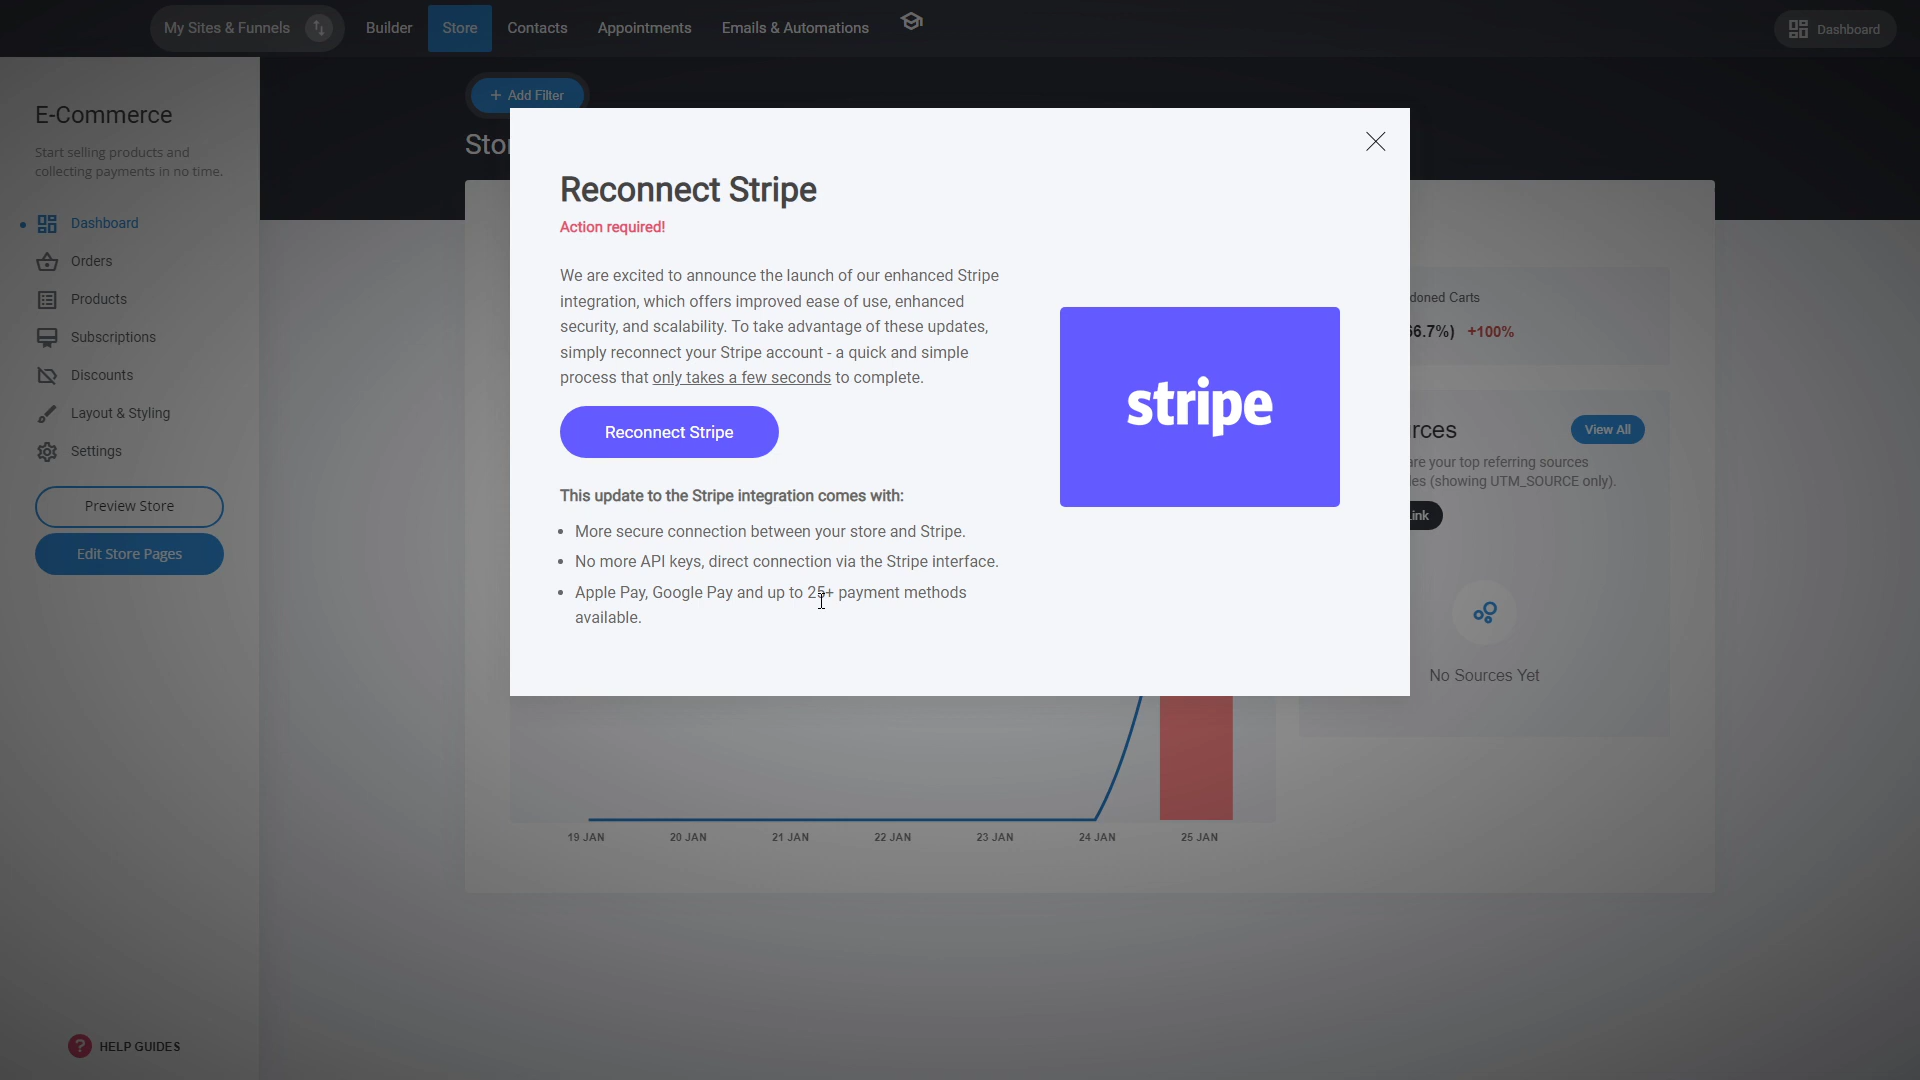 My Sites & Funnels
Builder
Store
Contacts
Appointments
Emails & Automations
Dashboard
E-Commerce
Start selling products and
collecting payments in no time.
Dashboard
Orders
Products
Subscriptions
Discounts
Layout & Styling
Settings
Preview Store
Edit Store Pages
HELP GUIDES
+ Add Filter
Reconnect Stripe
Action required!
We are excited to announce the launch of our enhanced Stripe
integration, which offers improved ease of use, enhanced
security, and scalability. To take advantage of these updates,
simply reconnect your Stripe account - a quick and simple
process that only takes a few seconds to complete.
Reconnect Stripe
This update to the Stripe integration comes with:
• More secure connection between your store and Stripe.
• No more API keys, direct connection via the Stripe interface.
• Apple Pay, Google Pay and up to 25+ payment methods
available.
stripe
Carts
+100%
View All
your top referring sources
(showing UTM_SOURCE only).
No Sources Yet
19 JAN
20 JAN
21 JAN
22 JAN
23 JAN
24 JAN
25 JAN